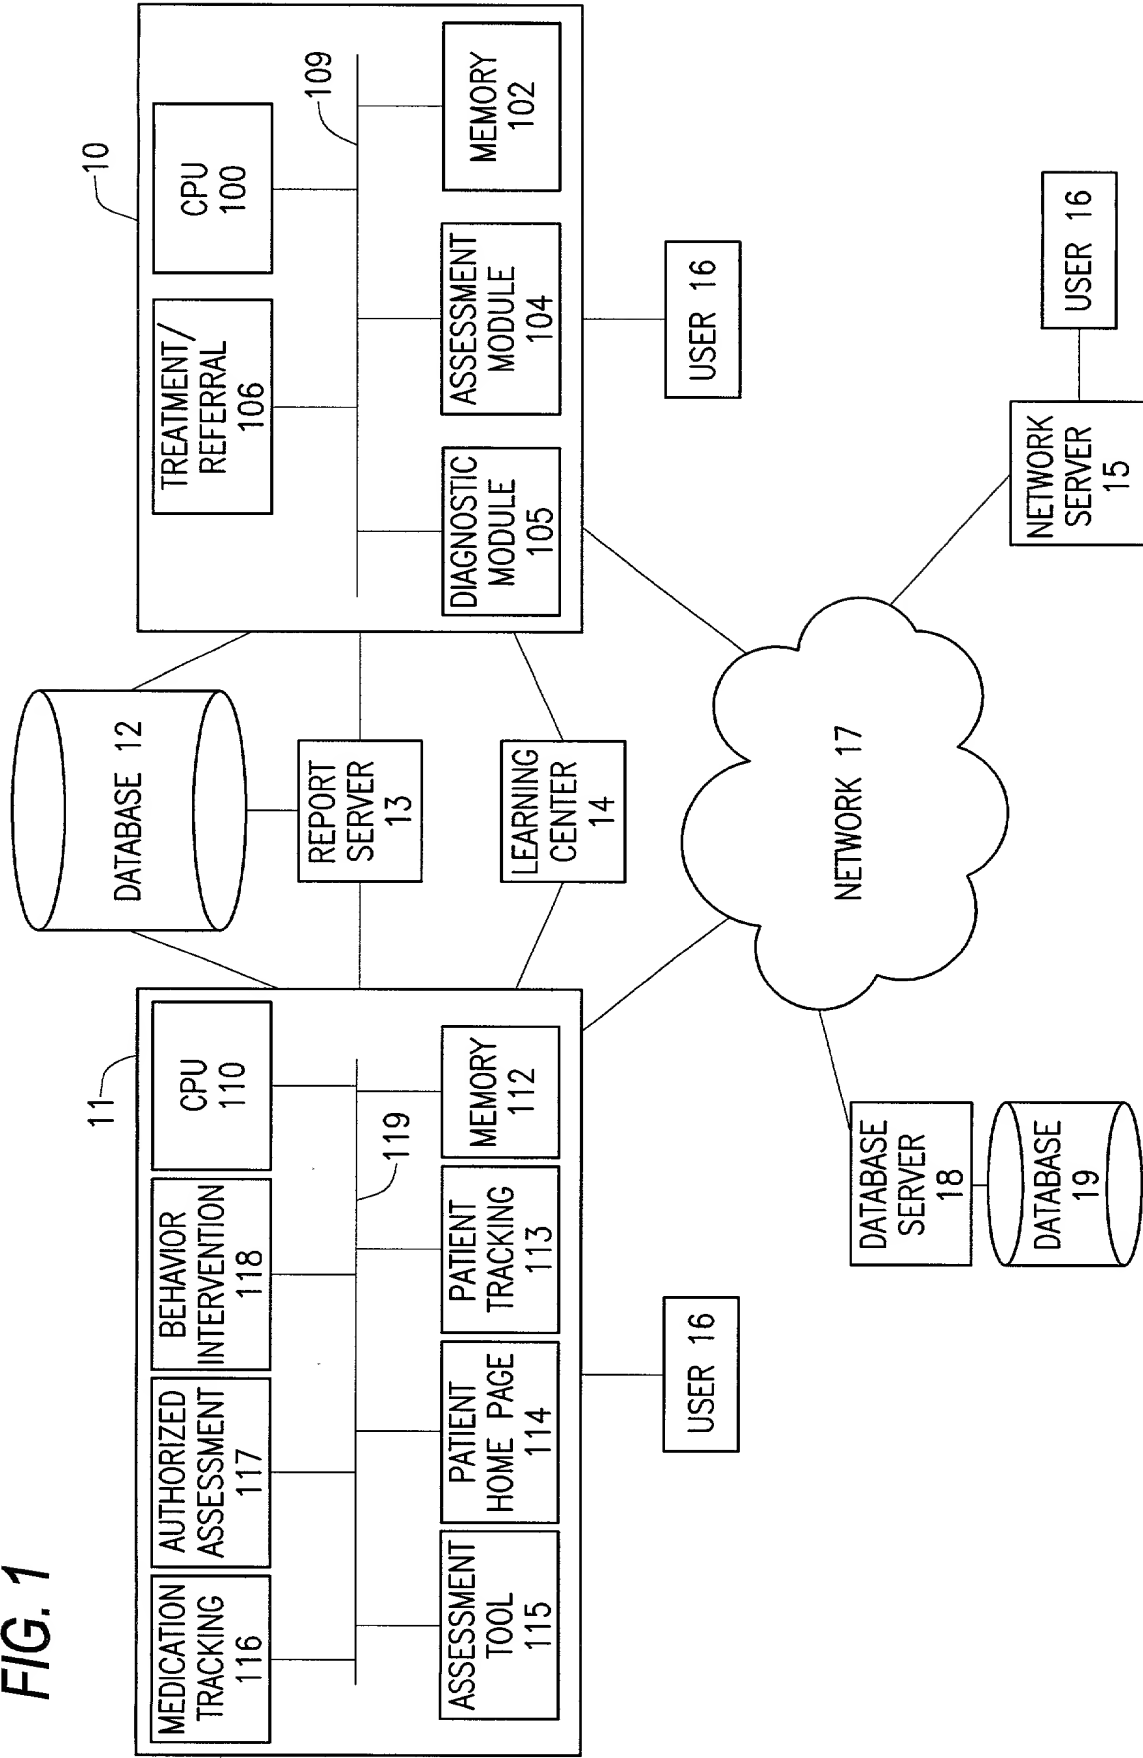 FIG. 1
11
MEDICATION
TRACKING
116
AUTHORIZED
ASSESSMENT
117
BEHAVIOR
INTERVENTION
118
CPU
110
119
ASSESSMENT
TOOL
115
PATIENT
HOME PAGE
114
PATIENT
TRACKING
113
MEMORY
112
USER 16
DATABASE 12
REPORT
SERVER
13
LEARNING
CENTER
14
10
TREATMENT/
REFERRAL
106
CPU
100
109
DIAGNOSTIC
MODULE
105
ASSESSMENT
MODULE
104
MEMORY
102
USER 16
NETWORK 17
DATABASE
SERVER
18
DATABASE
19
NETWORK
SERVER
15
USER 16